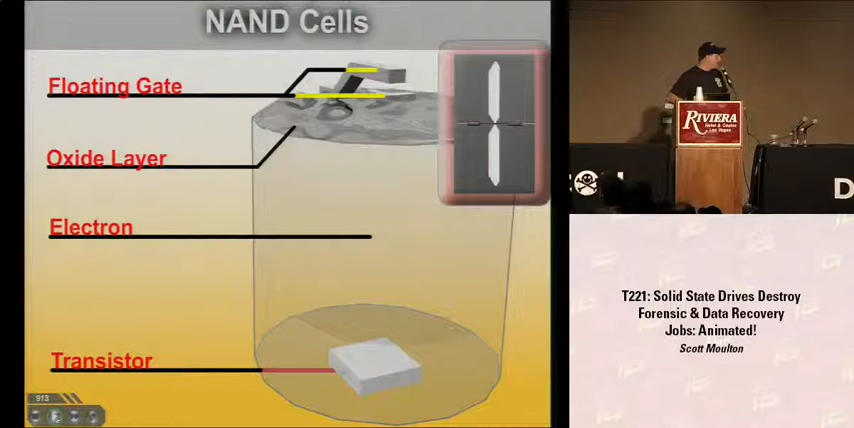 NAND Cells
Floating Gate
Oxide Layer
Electron
Transistor
913
RIVIERA
Hotel & Casino
Las Vegas
D
T221: Solid State Drives Destroy
Forensic & Data Recovery
Jobs: Animated!
Scott Moulton